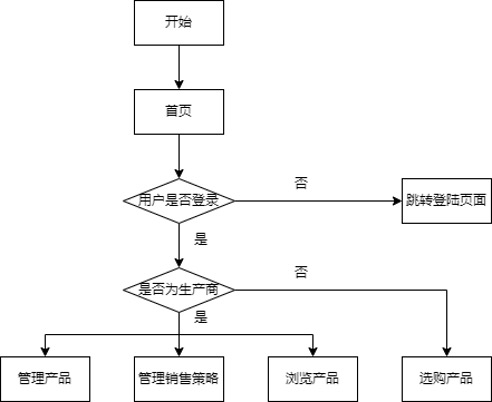 开始
首页
用户是否登录
否
跳转登陆页面
是
是否为生产商
否
是
管理产品
管理销售策略
浏览产品
选购产品